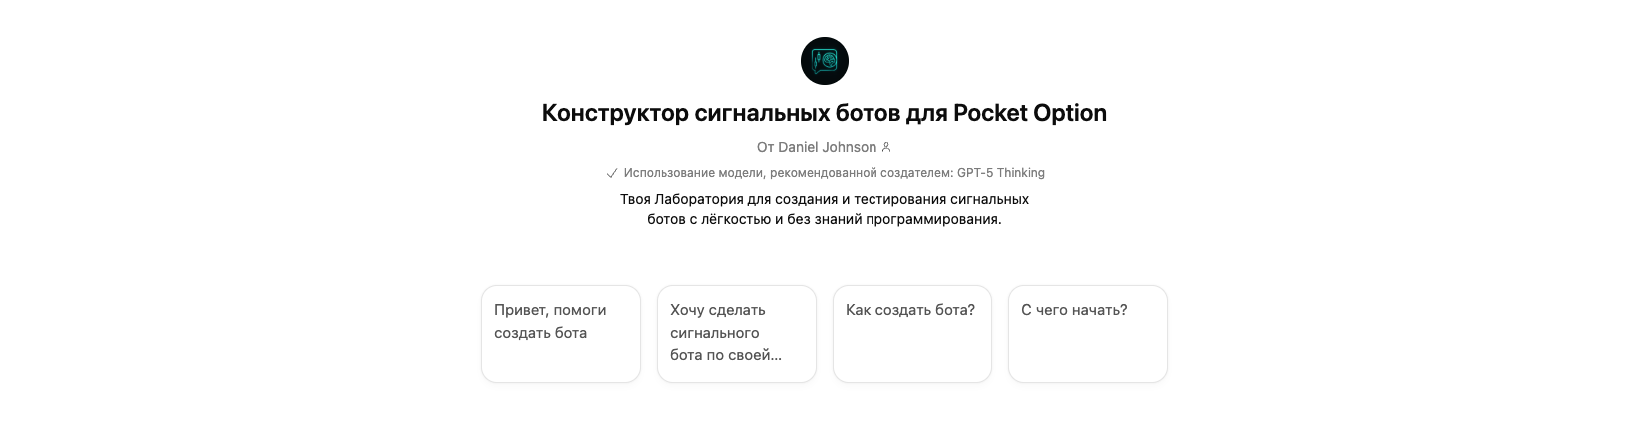 Конструктор сигнальных ботов для Pocket Option
От Daniel Johnson
Использование модели, рекомендованной создателем: GPT-5 Thinking
Твоя Лаборатория для создания и тестирования сигнальных
ботов с лёгкостью и без знаний программирования.
Привет, помоги
создать бота
Хочу сделать
сигнального
бота по своей...
Как создать бота?
С чего начать?